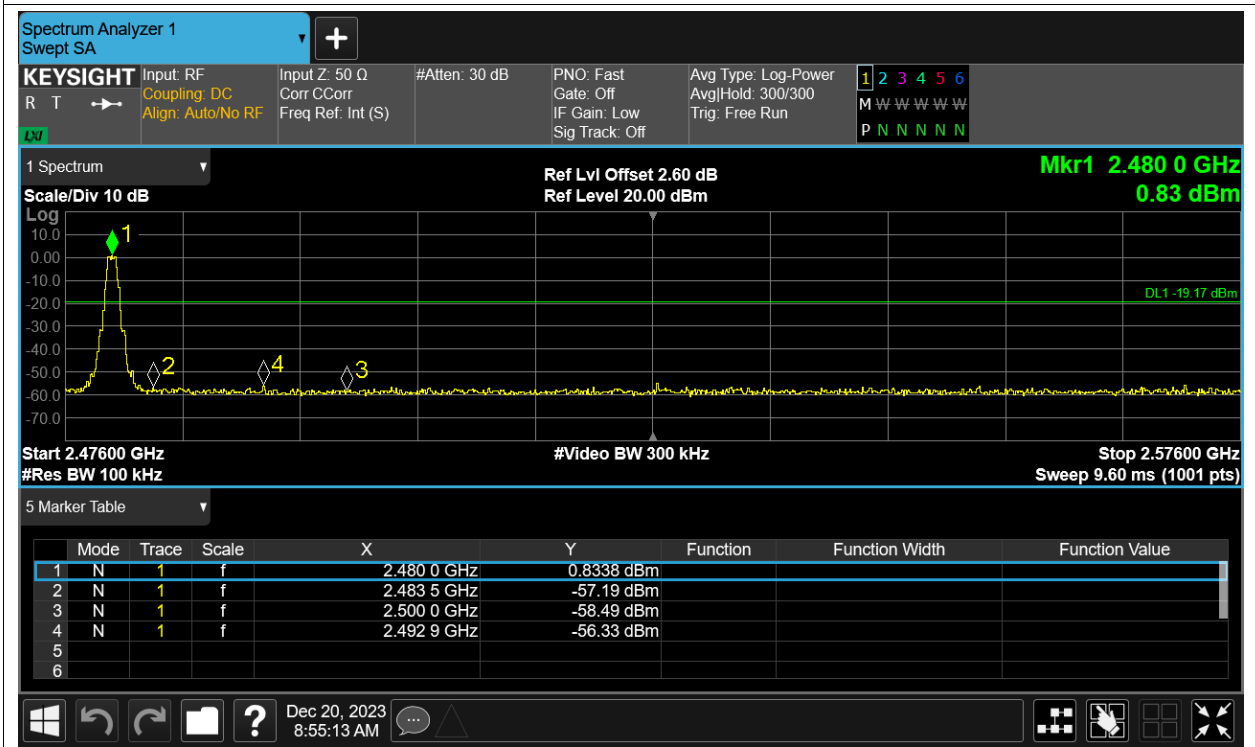 Spectrum Analyzer 1
Swept SA
KEYSIGHT Input: RF Input Z: 50 Ω #Atten: 30 dB PNO: Fast Avg Type: Log-Power 1 2 3 4 5 6
R T Coupling: DC Corr CCorr Gate: Off Avg|Hold: 300/300 M W W W W W
Align: Auto/No RF Freq Ref: Int (S) IF Gain: Low Trig: Free Run
LXI Sig Track: Off P N N N N N
1 Spectrum Ref Lvl Offset 2.60 dB Mkr1 2.480 0 GHz
Scale/Div 10 dB Ref Level 20.00 dBm 0.83 dBm
Log
10.0 1
0.00
-10.0
DL1 -19.17 dBm
-20.0
-30.0
-40.0
2 4 3
-50.0
-60.0
-70.0
Start 2.47600 GHz #Video BW 300 kHz Stop 2.57600 GHz
#Res BW 100 kHz Sweep 9.60 ms (1001 pts)
5 Marker Table
Mode Trace Scale X Y Function Function Width Function Value
1 N 1 f 2.480 0 GHz 0.8338 dBm
2 N 1 f 2.483 5 GHz -57.19 dBm
3 N 1 f 2.500 0 GHz -58.49 dBm
4 N 1 f 2.492 9 GHz -56.33 dBm
5
6
? Dec 20, 2023
8:55:13 AM